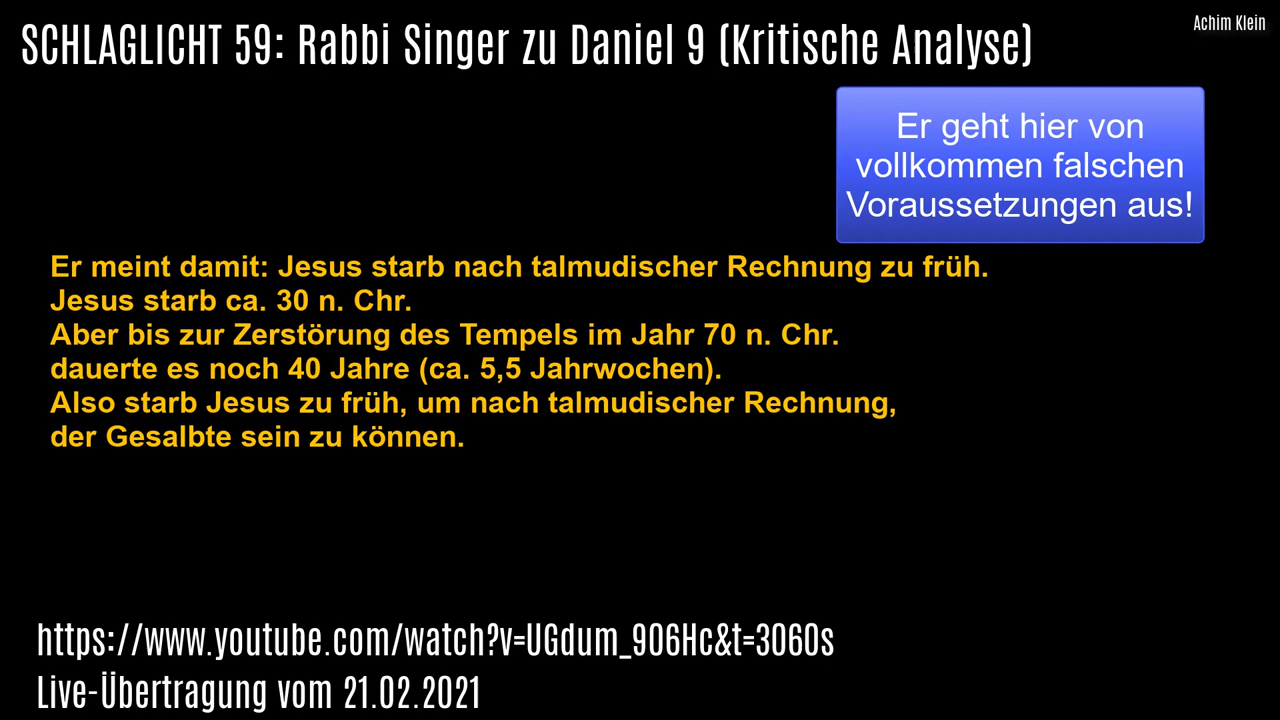 Achim Klein
SCHLAGLICHT 59: Rabbi Singer zu Daniel 9 (Kritische Analyse)
Er geht hier von
vollkommen falschen
Voraussetzungen aus!
Er meint damit: Jesus starb nach talmudischer Rechnung zu früh.
Jesus starb ca. 30 n. Chr.
Aber bis zur Zerstörung des Tempels im Jahr 70 n. Chr.
dauerte es noch 40 Jahre (ca. 5,5 Jahrwochen).
Also starb Jesus zu früh, um nach talmudischer Rechnung,
der Gesalbte sein zu können.
https://www.youtube.com/watch?v=UGdum_906Hc&t=3060s
Live-Übertragung vom 21.02.2021